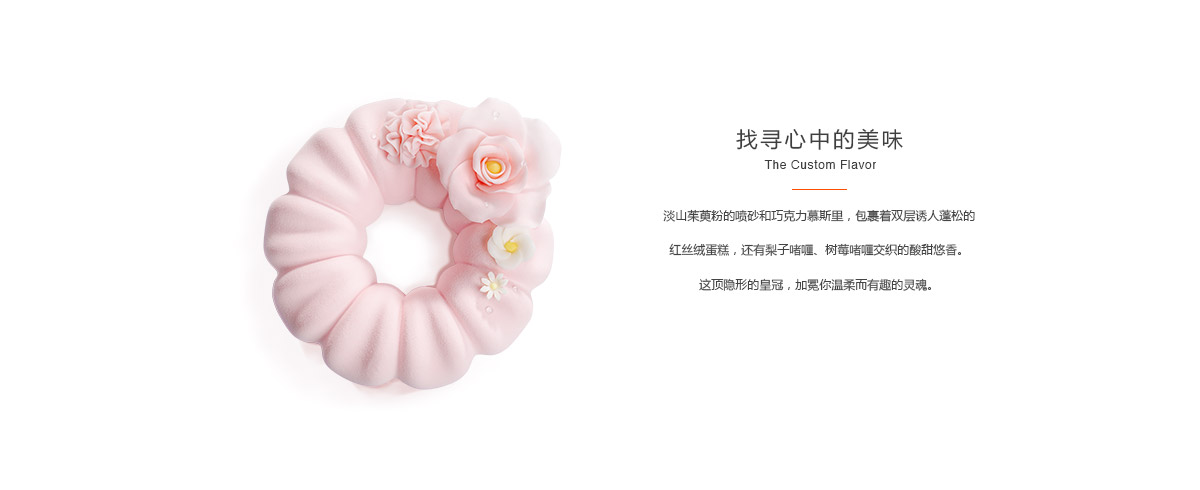 找寻心中的美味
The Custom Flavor
淡山茱萸粉的喷砂和巧克力慕斯里，包裹着双层诱人蓬松的
红丝绒蛋糕，还有梨子啫喱、树莓啫喱交织的酸甜悠香。
这顶隐形的皇冠，加冕你温柔而有趣的灵魂。